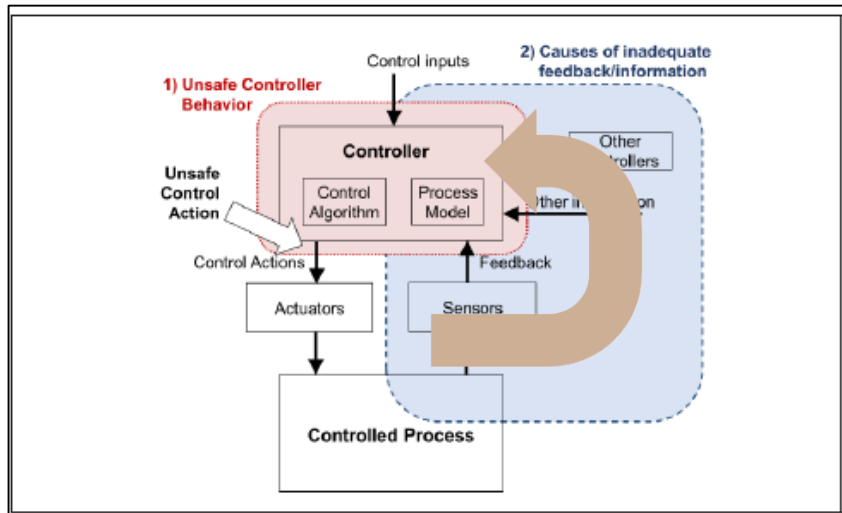 Control inputs
2) Causes of inadequate
feedback/information
1) Unsafe Controller
Behavior
Controller
Other
Unsafe
Control
Action
Control
Algorithm
Process
Model
Other
Control Actions
Feedback
Actuators
Sensors
Controlled Process